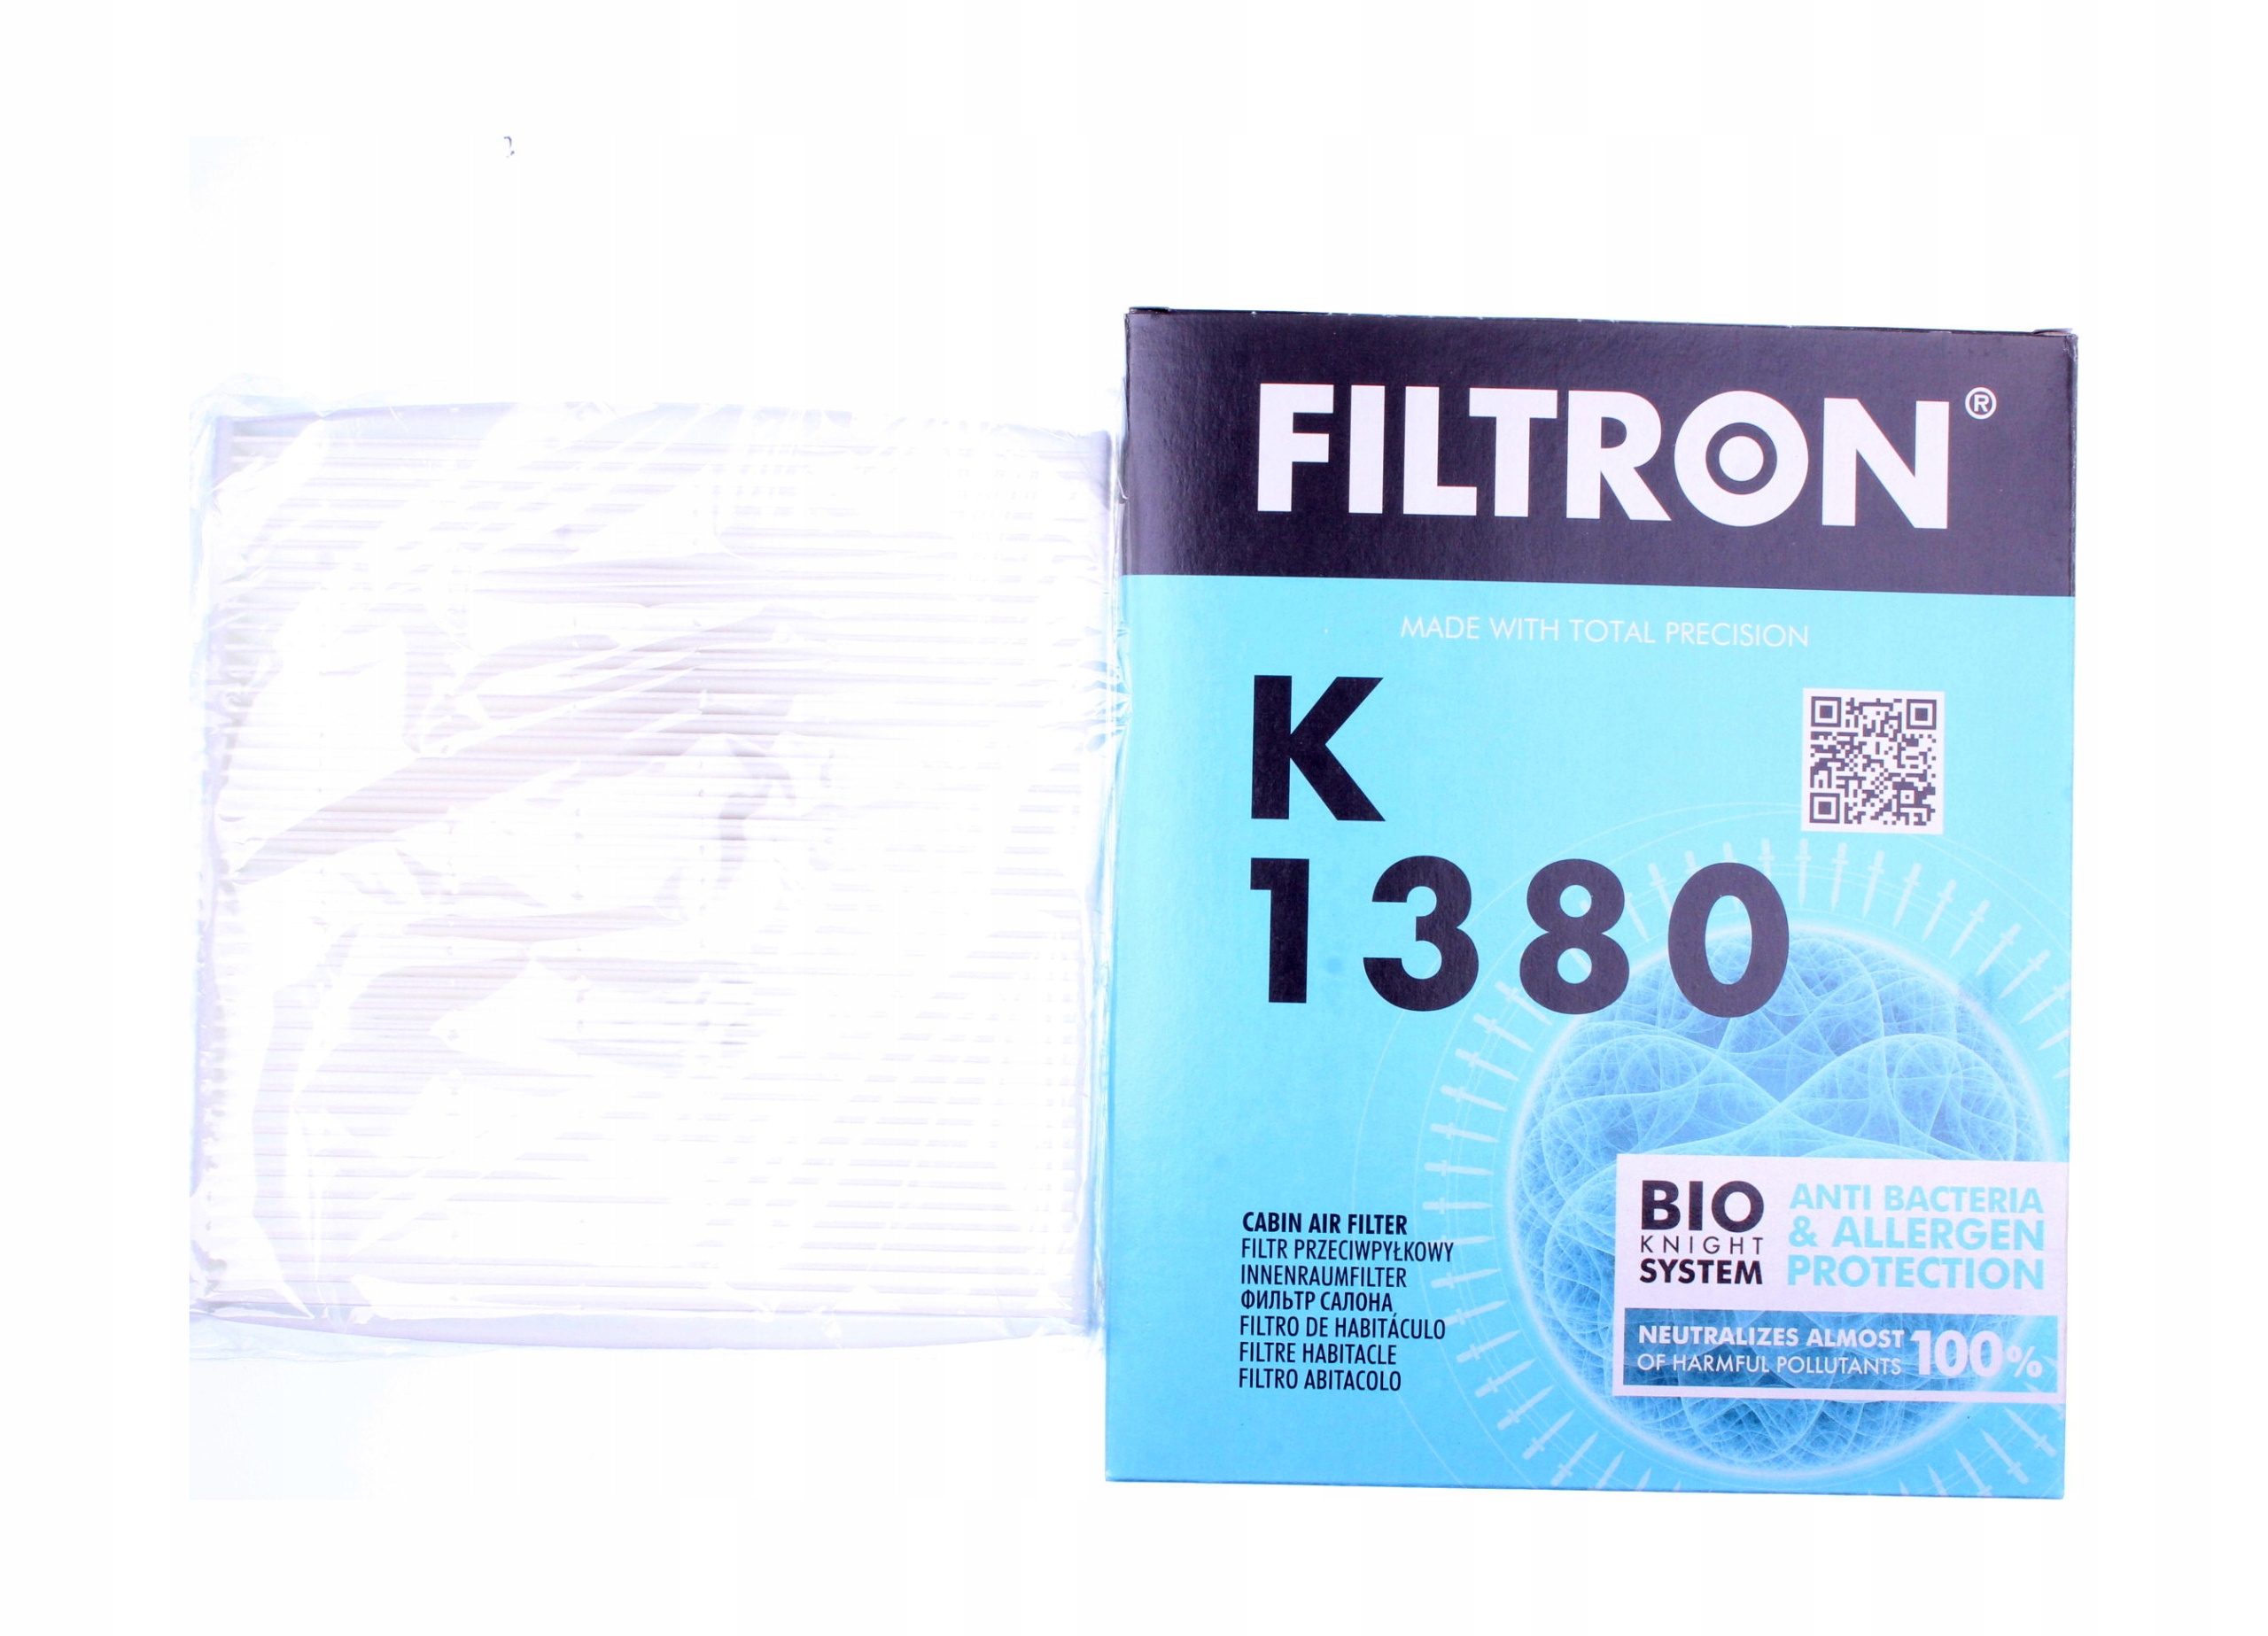 FILTRON®
MADE WITH TOTAL PRECISION
K
1380
CABIN AIR FILTER
FILTR PRZECIWPYŁKOWY
INNENRAUMFILTER
ФИЛЬТР САЛОНА
FILTRO DE HABITÁCULO
FILTRE HABITACLE
FILTRO ABITACOLO
BIO
KNIGHT
SYSTEM
ANTI BACTERIA
& ALLERGEN
PROTECTION
NEUTRALIZES ALMOST
OF HARMFUL POLLUTANTS
100%